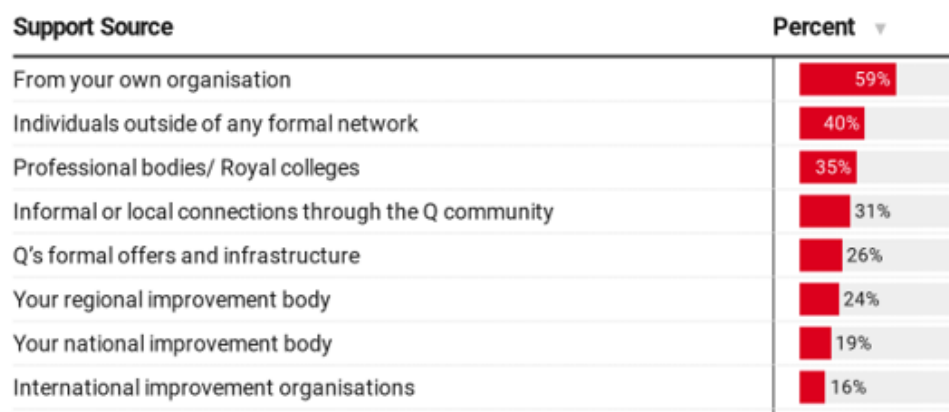 Support Source Percent ▼
From your own organisation 59%
Individuals outside of any formal network 40%
Professional bodies/ Royal colleges 35%
Informal or local connections through the Q community 31%
Q’s formal offers and infrastructure 26%
Your regional improvement body 24%
Your national improvement body 19%
International improvement organisations 16%